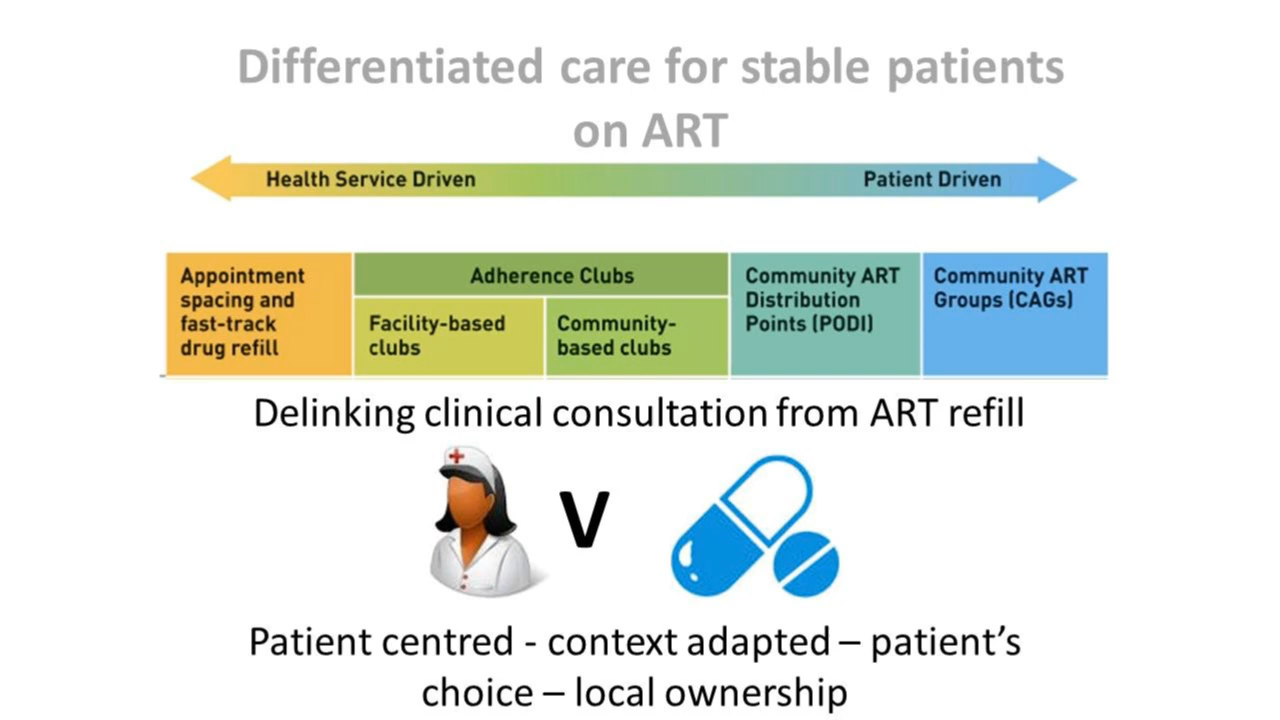 Differentiated care for stable patients
on ART
Health Service Driven
Patient Driven
Appointment
spacing and
fast-track
drug refill
Adherence Clubs
Facility-based
clubs
Community-
based clubs
Community ART
Distribution
Points (PODI)
Community ART
Groups (CAGs)
Delinking clinical consultation from ART refill
V
Patient centred - context adapted – patient’s
choice – local ownership